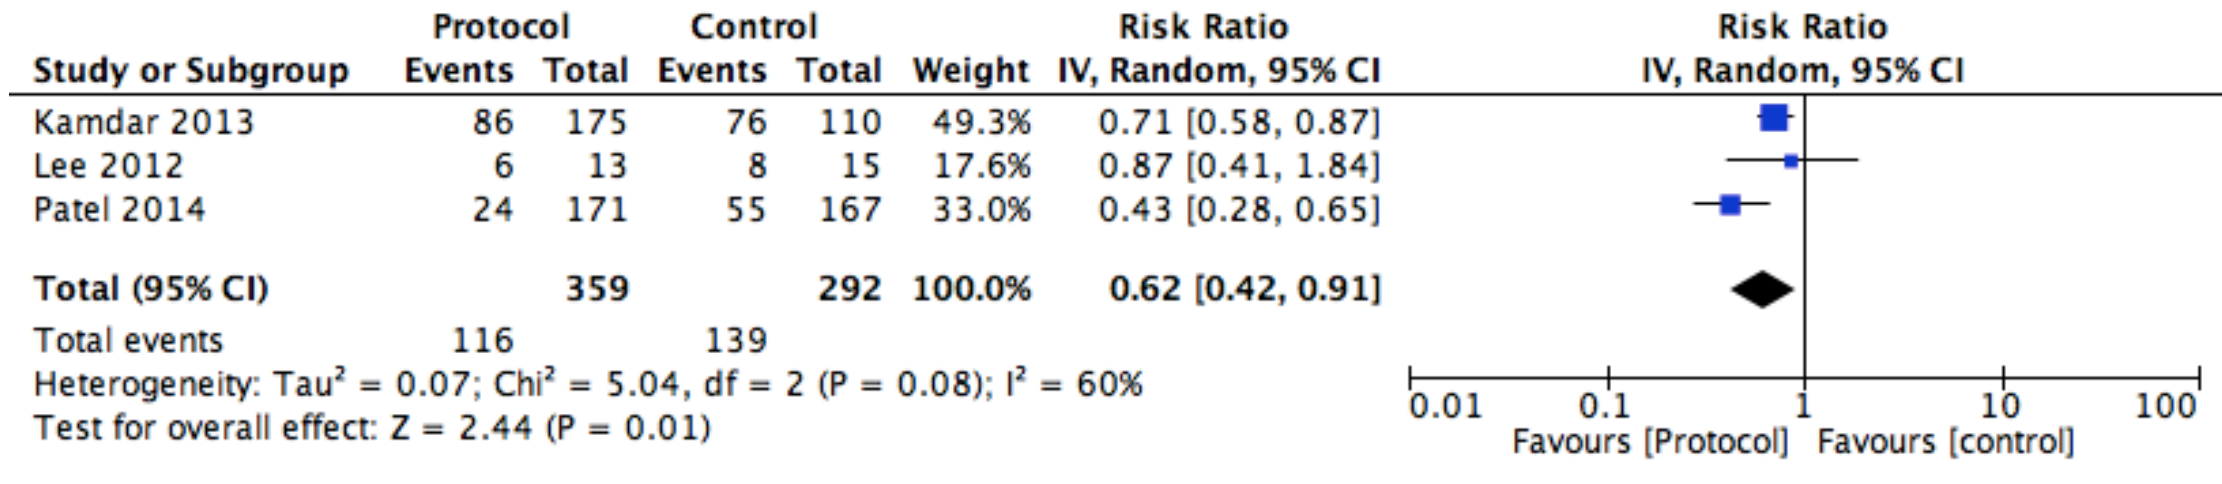 Protocol Control Risk Ratio Risk Ratio
Study or Subgroup Events Total Events Total Weight IV, Random, 95% CI IV, Random, 95% CI
Kamdar 2013 86 175 76 110 49.3% 0.71 [0.58, 0.87]
Lee 2012 6 13 8 15 17.6% 0.87 [0.41, 1.84]
Patel 2014 24 171 55 167 33.0% 0.43 [0.28, 0.65]
Total (95% CI) 359 292 100.0% 0.62 [0.42, 0.91]
Total events 116 139
Heterogeneity: Tau² = 0.07; Chi² = 5.04, df = 2 (P = 0.08); I² = 60%
Test for overall effect: Z = 2.44 (P = 0.01)
0.01 0.1 1 10 100
Favours [Protocol] Favours [control]